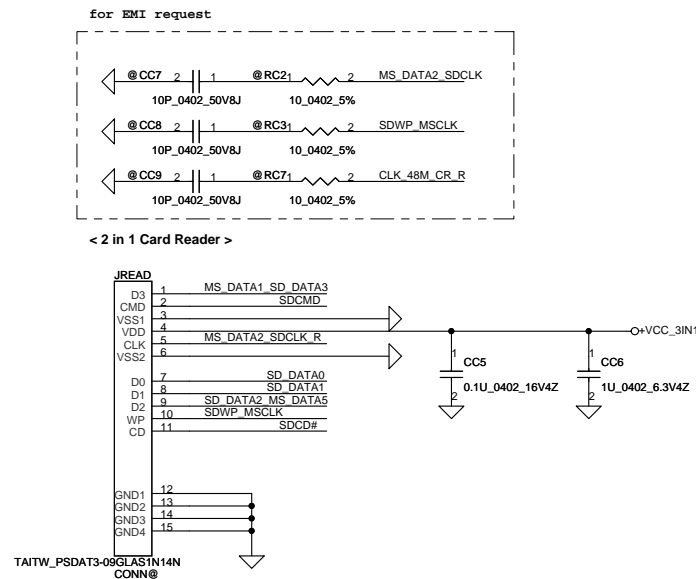 for EMI request
@CC7 2 1 @RC2 1 2 MS_DATA2_SDCLK
10P_0402_50V8J 10_0402_5%
@CC8 2 1 @RC3 1 2 SDWP_MSCLK
10P_0402_50V8J 10_0402_5%
@CC9 2 1 @RC7 1 2 CLK_48M_CR_R
10P_0402_50V8J 10_0402_5%
< 2 in 1 Card Reader >
JREAD
D3 1 MS_DATA1_SD_DATA3
CMD 2 SDCMD
VSS1 3
VDD 4 +VCC_3IN1
CLK 5 MS_DATA2_SDCLK_R
VSS2 6
1 CC5 1 CC6
D0 7 SD_DATA0
D1 8 SD_DATA1
2 0.1U_0402_16V4Z 2 1U_0402_6.3V4Z
D2 9 SD_DATA2_MS_DATA5
WP 10 SDWP_MSCLK
CD 11 SDCD#
GND1 12
GND2 13
GND3 14
GND4 15
TAITW_PSDAT3-09GLAS1N14N
CONN@